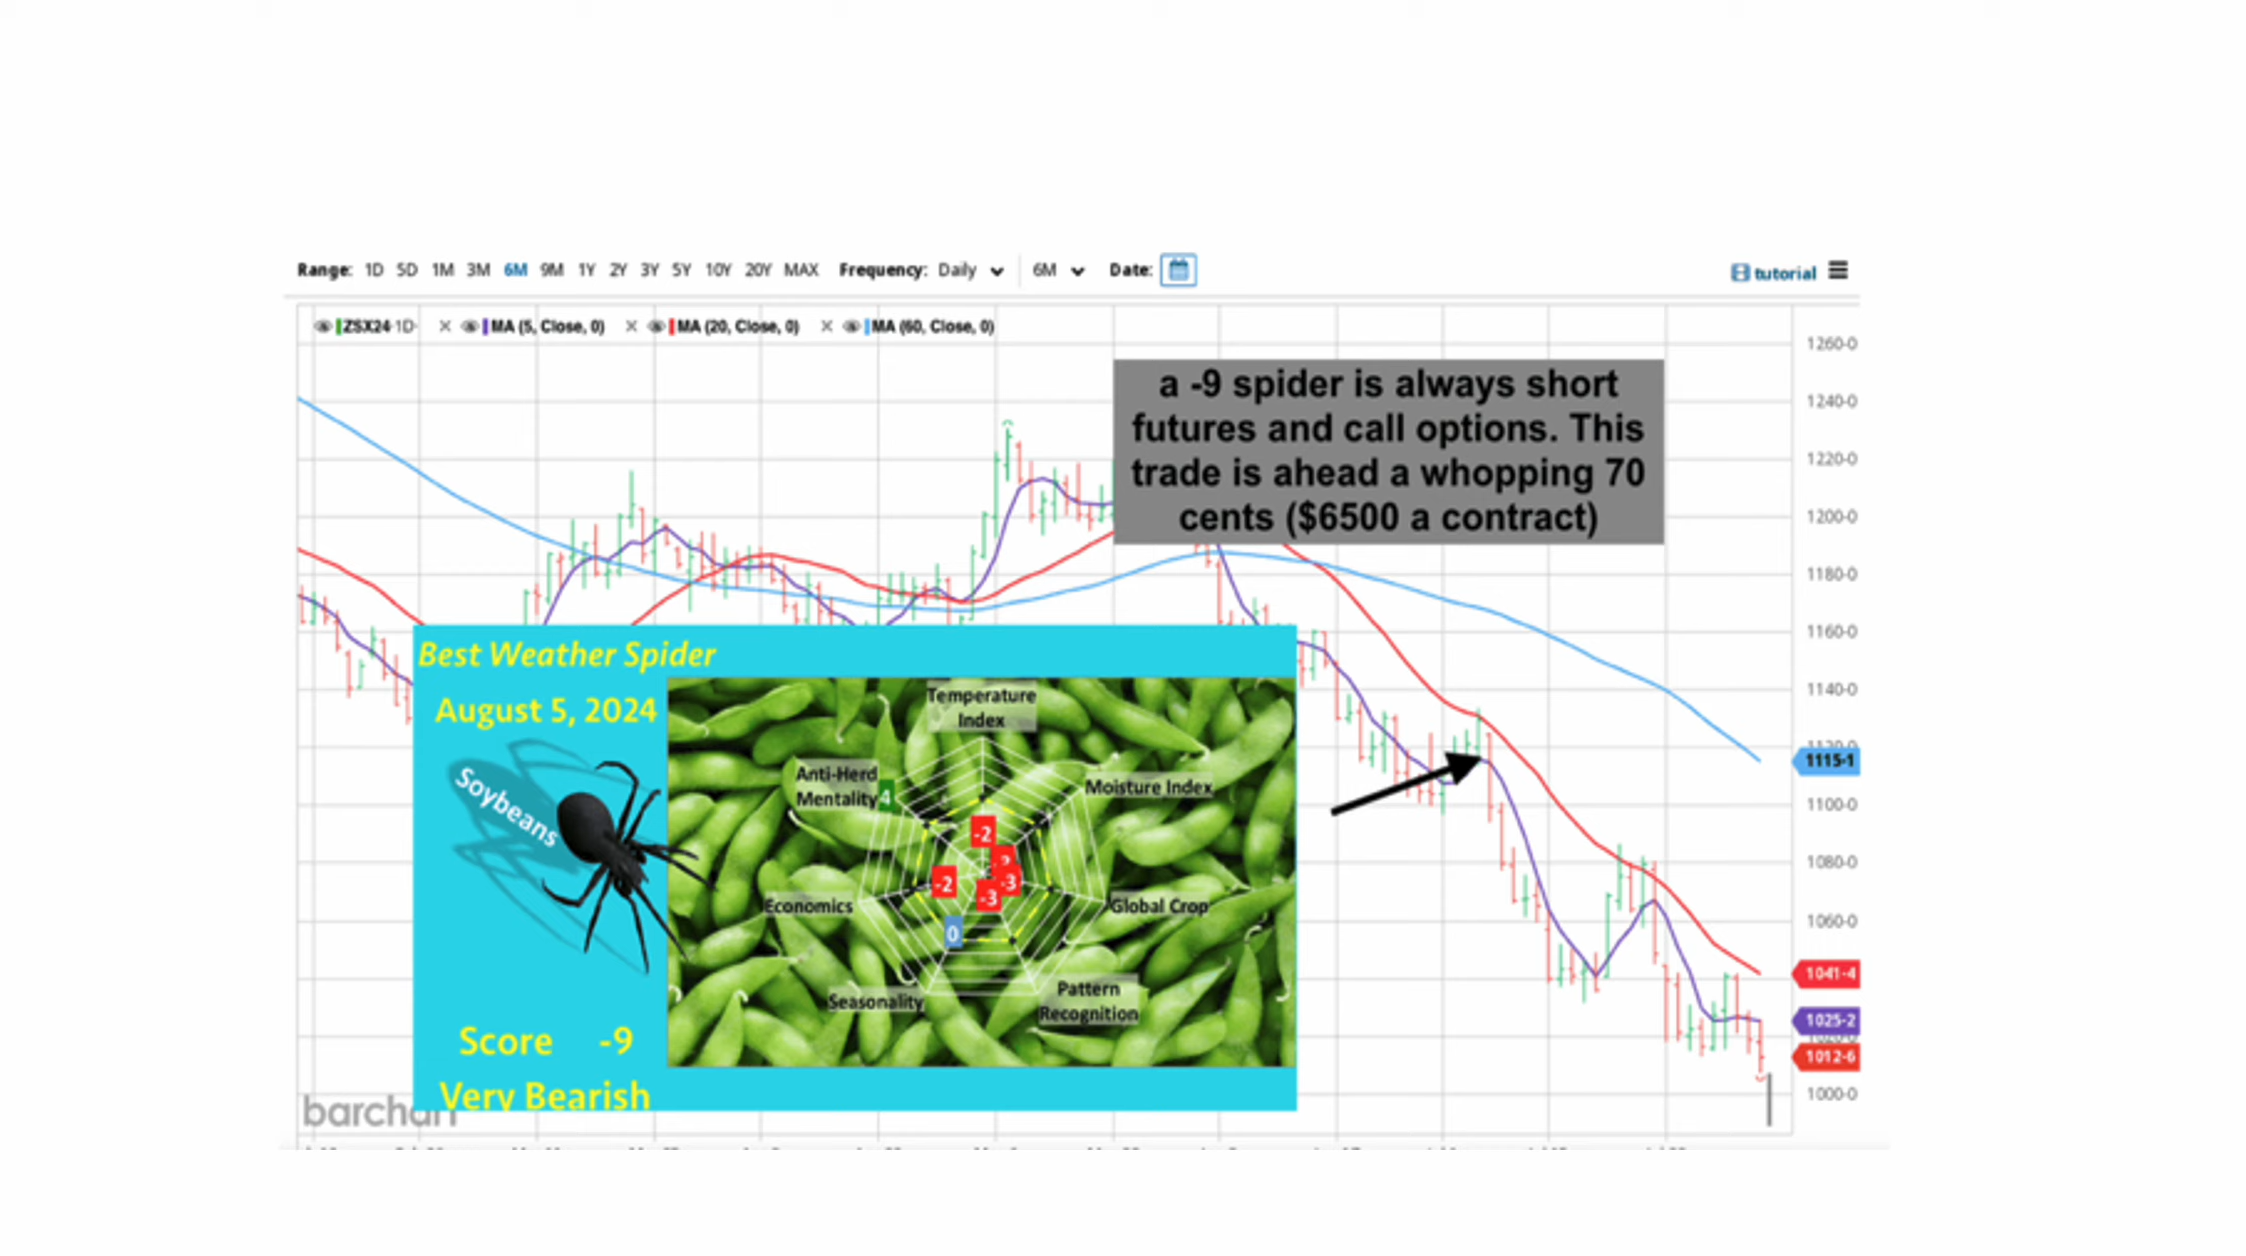 Range: 1D 5D 1M 3M 6M 9M 1Y 2Y 3Y 5Y 10Y 20Y MAX Frequency: Daily 6M Date: tutorial
ZSX24 1D MA (5, Close, 0) MA (20, Close, 0) MA (60, Close, 0)
1260-0
1240-0
1220-0
1200-0
1180-0
1160-0
1140-0
1115-1
1100-0
1080-0
1060-0
1041-4
1025-2
1012-6
1000-0
a -9 spider is always short
futures and call options. This
trade is ahead a whopping 70
cents ($6500 a contract)
Best Weather Spider
August 5, 2024
Soybeans
Score -9
Very Bearish
Temperature
Index
Anti-Herd
Mentality 4
Moisture Index
-2
-2
-3
-3
Economics
Global Crop
0
Seasonality
Pattern
Recognition